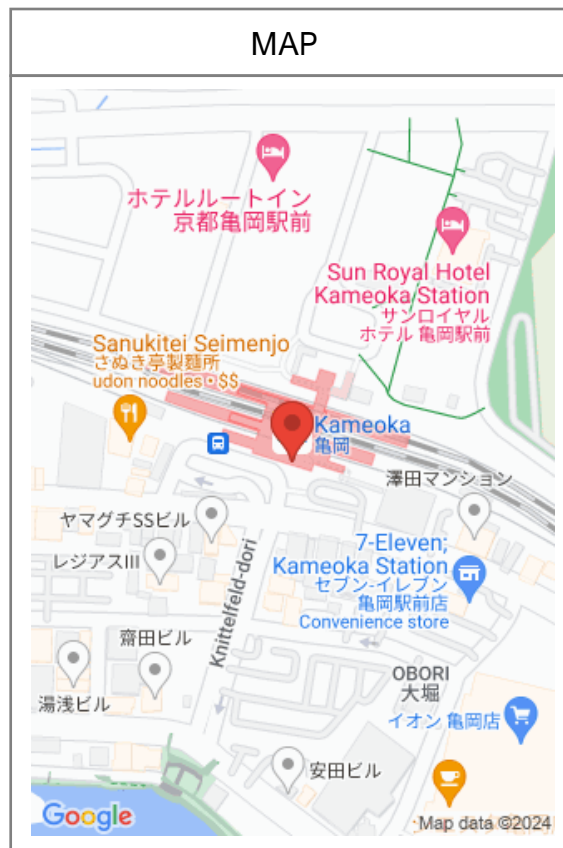 MAP
ホテルルートイン
京都亀岡駅前
Sun Royal Hotel
Kameoka Station
サンロイヤル
ホテル 亀岡駅前
Sanukitei Seimenjo
さぬき亭製麺所
udon noodles • $$
Kameoka
亀岡
澤田マンション
ヤマグチSSビル
7-Eleven;
Kameoka Station
セブン-イレブン
亀岡駅前店
Convenience store
レジアスIII
Knittelfeld-dori
齋田ビル
OBORI
大堀
湯浅ビル
イオン 亀岡店
安田ビル
Google
Map data ©2024